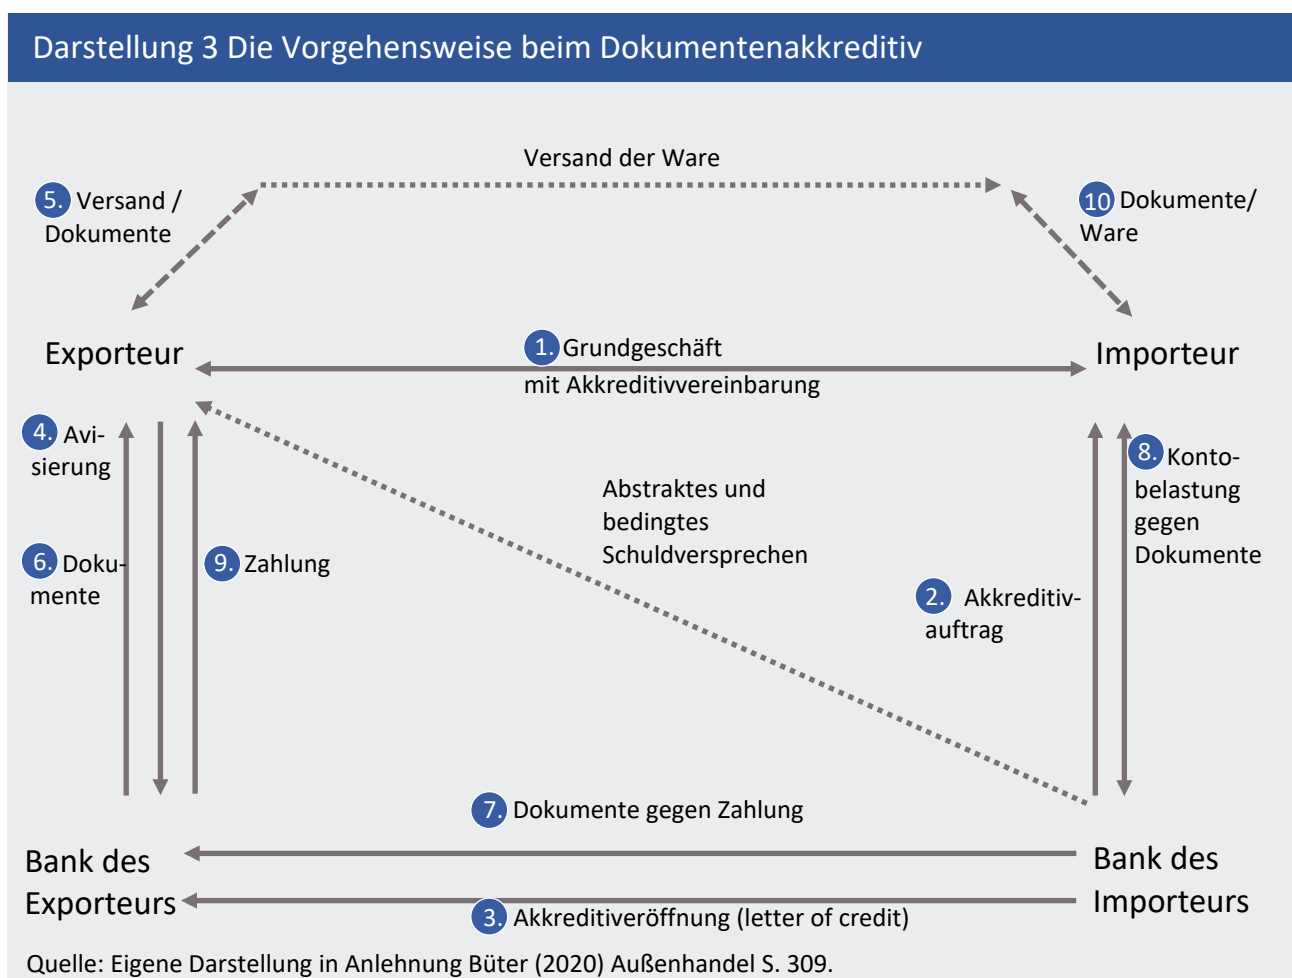 Darstellung 3 Die Vorgehensweise beim Dokumentenakkreditiv
Versand der Ware
5. Versand /
Dokumente
10 Dokumente/
Ware
Exporteur
1. Grundgeschäft
mit Akkreditivvereinbarung
Importeur
4. Avi-
sierung
8. Konto-
belastung
gegen
Dokumente
Abstraktes und
bedingtes
Schuldversprechen
6. Doku-
mente
9. Zahlung
2. Akkreditiv-
auftrag
7. Dokumente gegen Zahlung
Bank des
Exporteurs
Bank des
Importeurs
3. Akkreditiveröffnung (letter of credit)
Quelle: Eigene Darstellung in Anlehnung Büter (2020) Außenhandel S. 309.